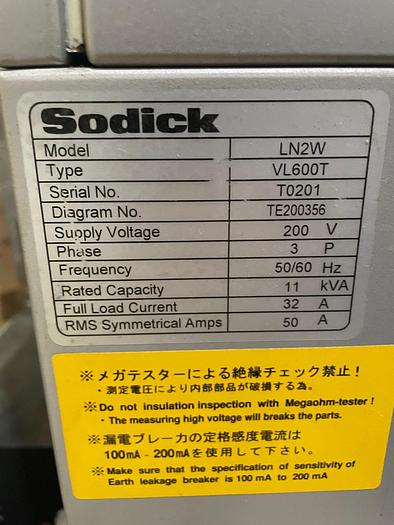 Sodick
Model LN2W
Type VL600T
Serial No. T0201
Diagram No. TE200356
Supply Voltage 200 V
Phase 3 P
Frequency 50/60 Hz
Rated Capacity 11 kVA
Full Load Current 32 A
RMS Symmetrical Amps 50 A
※メガテスターによる絶縁チェック禁止！
・測定電圧により内部部品が破損する為。
※Do not insulation inspection with Megaohm-tester !
・The measuring high voltage will breaks the parts.
※漏電ブレーカの定格感度電流は
100mA - 200mAを使用して下さい。
※Make sure that the specification of sensitivity of
Earth leakage breaker is 100 mA to 200 mA